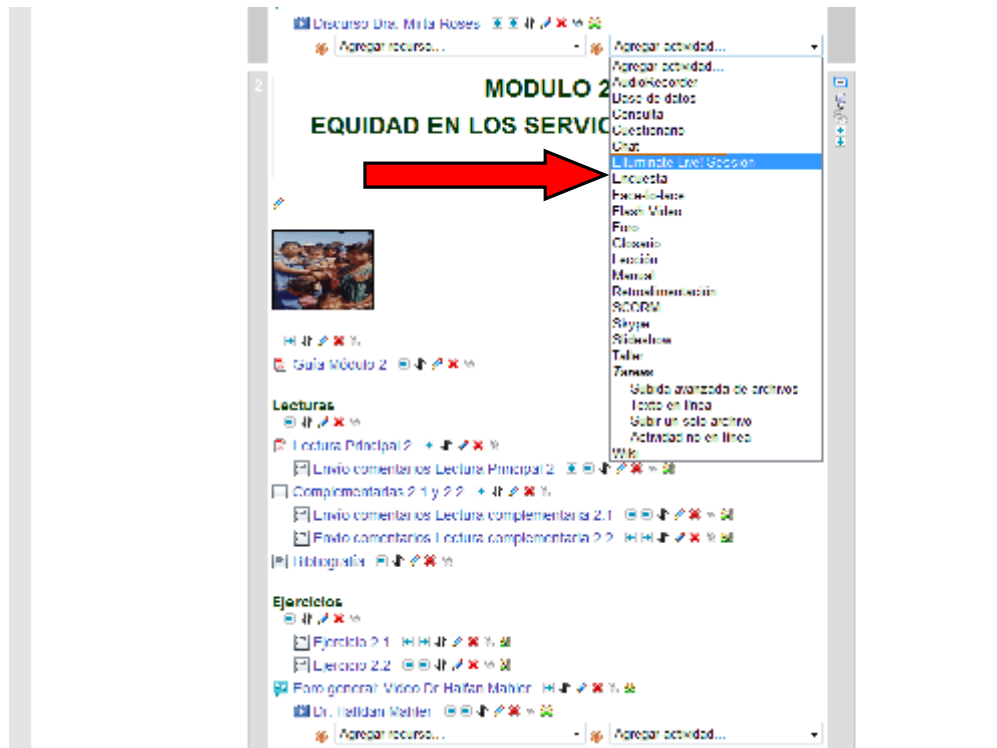 Discurso Dra. Mirta Roses
Agregar recurso...
Agregar actividad...
Agregar actividad...
AudioRecorder
Base de datos
Consulta
Cuestionario
Chat
Elluminate Live! Session
Encuesta
Face-to-face
Flash Video
Foro
Glosario
Lección
Manual
Retroalimentación
SCORM
Skype
Slideshow
Taller
Tareas
Subida avanzada de archivos
Texto en línea
Subir un solo archivo
Actividad no en línea
Wiki
2
MODULO 2
EQUIDAD EN LOS SERVIC
Guía Módulo 2
Lecturas
Lectura Principal 2
Envío comentarios Lectura Principal 2
Complementarias 2.1 y 2.2
Envío comentarios Lectura complementaria 2.1
Envío comentarios Lectura complementaria 2.2
Bibliografía
Ejercicios
Ejercicio 2.1
Ejercicio 2.2
Foro general: Video Dr Halfan Mahler
Dr. Halfdan Mahler
Agregar recurso...
Agregar actividad...